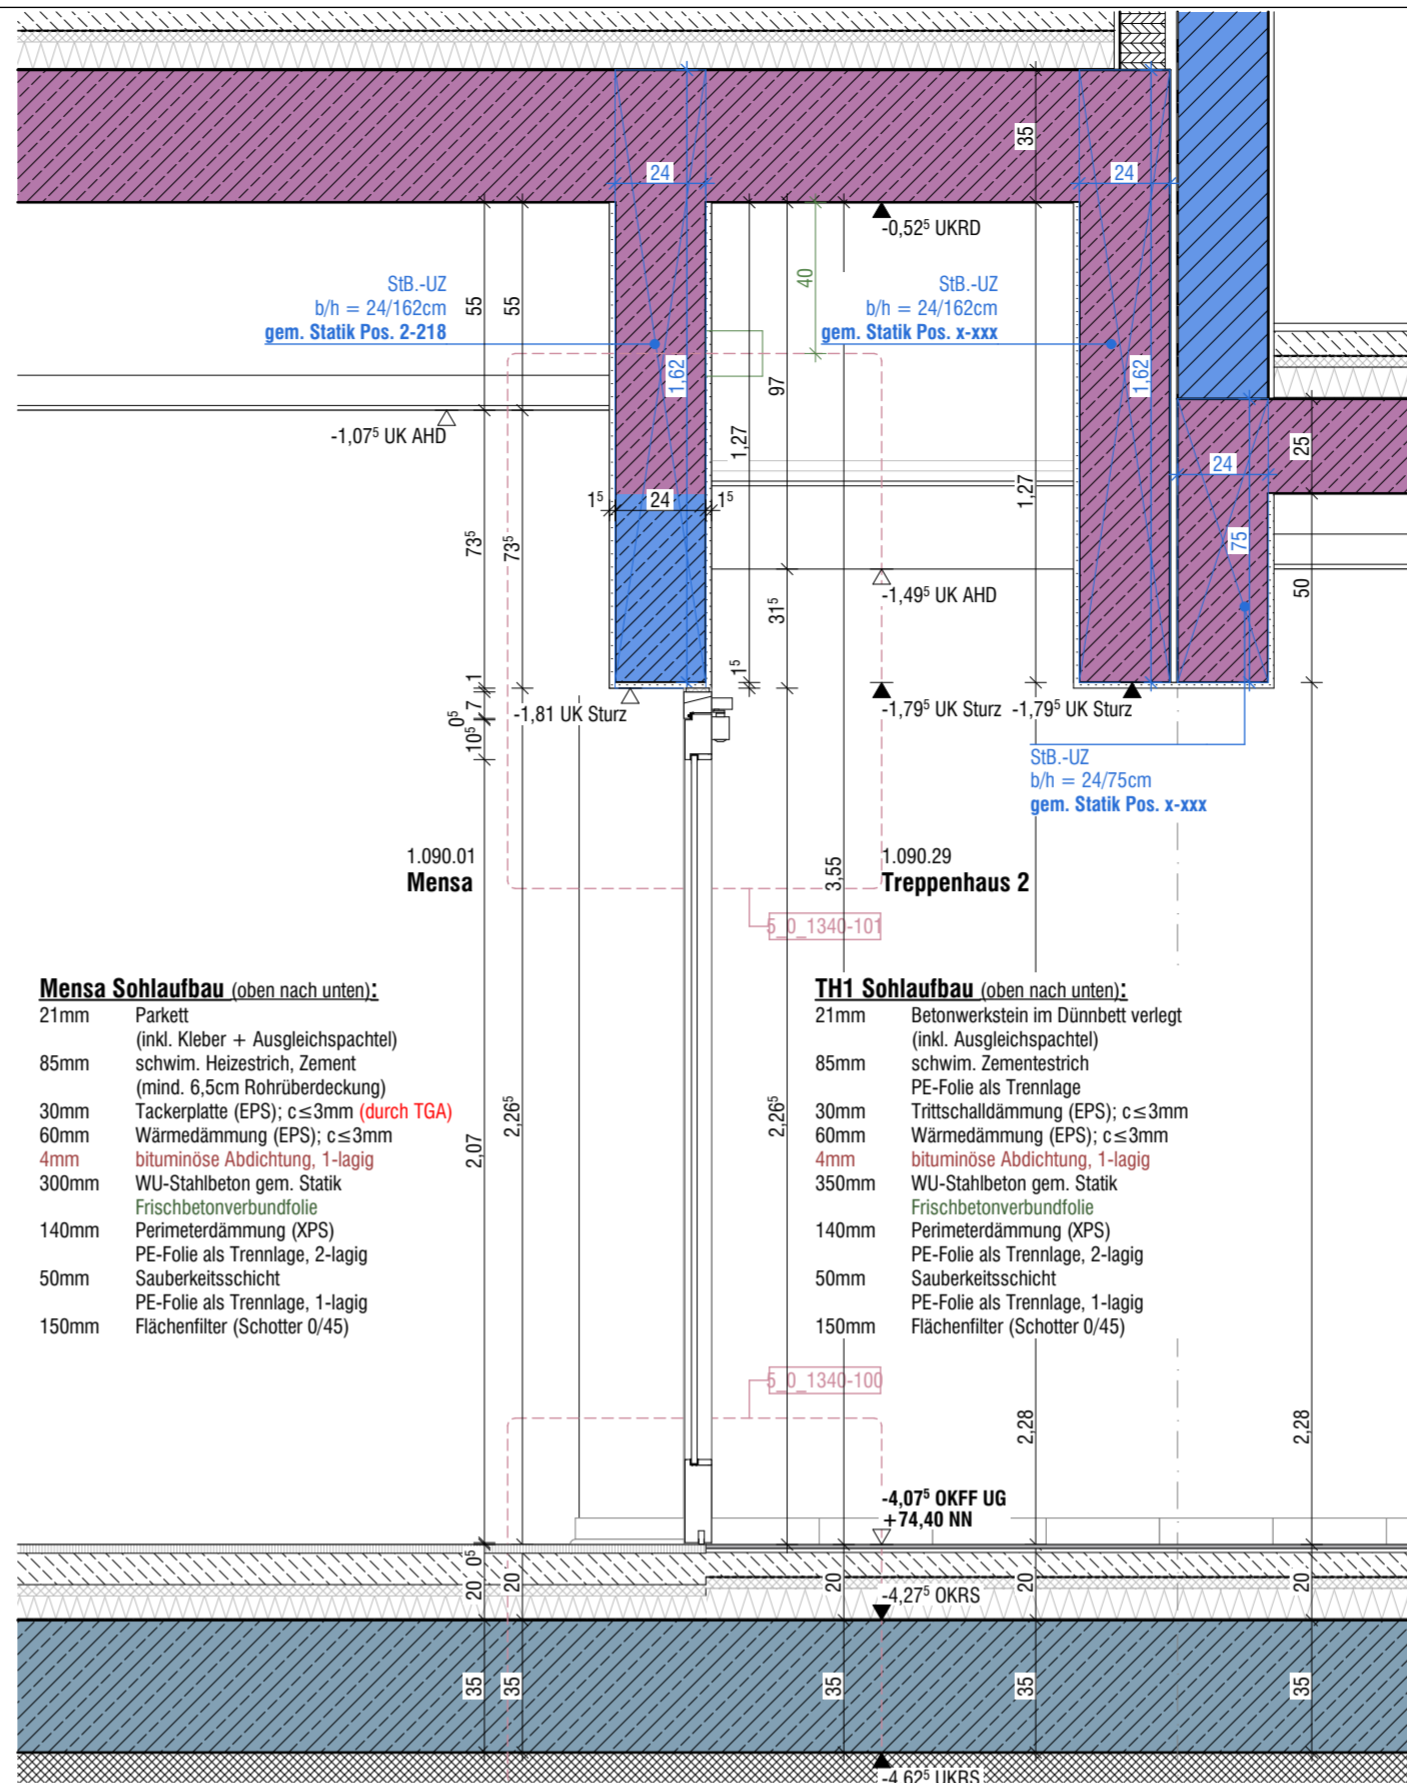 35
24
24
-0,52⁵ UKRD
StB.-UZ
b/h = 24/162cm
gem. Statik Pos. 2-218
55
55
40
StB.-UZ
b/h = 24/162cm
gem. Statik Pos. x-xxx
1,62
97
1,62
-1,07⁵ UK AHD
1,27
25
24
1⁵
24
1⁵
1,27
73⁵
73⁵
75
-1,49⁵ UK AHD
31⁵
50
1⁵
1
7
0⁵
10⁵
-1,81 UK Sturz
-1,79⁵ UK Sturz
-1,79⁵ UK Sturz
StB.-UZ
b/h = 24/75cm
gem. Statik Pos. x-xxx
1.090.01
Mensa
3,55
1.090.29
Treppenhaus 2
5_0_1340-101
Mensa Sohlaufbau (oben nach unten):
21mm Parkett
(inkl. Kleber + Ausgleichspachtel)
85mm schwim. Heizestrich, Zement
(mind. 6,5cm Rohrüberdeckung)
30mm Tackerplatte (EPS); c≤3mm (durch TGA)
60mm Wärmedämmung (EPS); c≤3mm
4mm bituminöse Abdichtung, 1-lagig
300mm WU-Stahlbeton gem. Statik
Frischbetonverbundfolie
140mm Perimeterdämmung (XPS)
PE-Folie als Trennlage, 2-lagig
50mm Sauberkeitsschicht
PE-Folie als Trennlage, 1-lagig
150mm Flächenfilter (Schotter 0/45)
2,07
2,26⁵
2,26⁵
TH1 Sohlaufbau (oben nach unten):
21mm Betonwerkstein im Dünnbett verlegt
(inkl. Ausgleichspachtel)
85mm schwim. Zementestrich
PE-Folie als Trennlage
30mm Trittschalldämmung (EPS); c≤3mm
60mm Wärmedämmung (EPS); c≤3mm
4mm bituminöse Abdichtung, 1-lagig
350mm WU-Stahlbeton gem. Statik
Frischbetonverbundfolie
140mm Perimeterdämmung (XPS)
PE-Folie als Trennlage, 2-lagig
50mm Sauberkeitsschicht
PE-Folie als Trennlage, 1-lagig
150mm Flächenfilter (Schotter 0/45)
5_0_1340-100
2,28
2,28
-4,07⁵ OKFF UG
+74,40 NN
0⁵
20
20
20
20
20
-4,27⁵ OKRS
35
35
35
35
35
-4,62⁵ UKRS